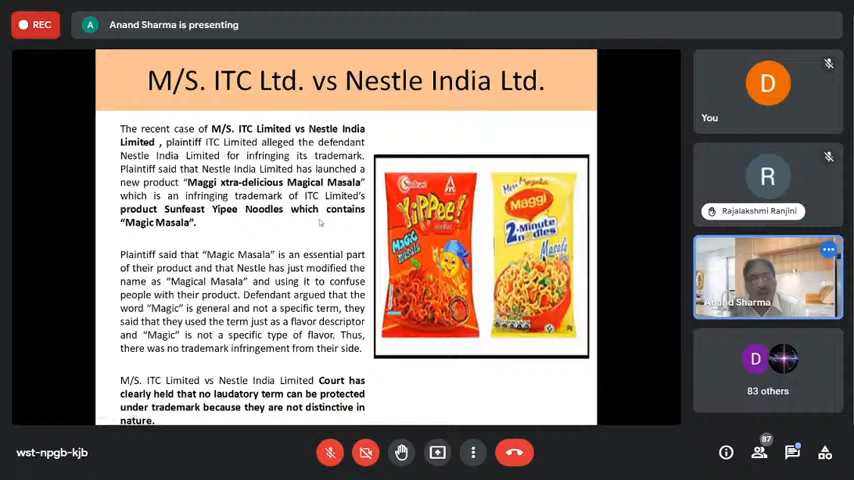 REC
A
Anand Sharma is presenting
M/S. ITC Ltd. vs Nestle India Ltd.
The recent case of M/S. ITC Limited vs Nestle India
Limited , plaintiff ITC Limited alleged the defendant
Nestle India Limited for infringing its trademark.
Plaintiff said that Nestle India Limited has launched a
new product “Maggi xtra-delicious Magical Masala”
which is an infringing trademark of ITC Limited’s
product Sunfeast Yipee Noodles which contains
“Magic Masala”.
Plaintiff said that “Magic Masala” is an essential part
of their product and that Nestle has just modified the
name as “Magical Masala” and using it to confuse
people with their product. Defendant argued that the
word “Magic” is general and not a specific term, they
said that they used the term just as a flavor descriptor
and “Magic” is not a specific type of flavor. Thus,
there was no trademark infringement from their side.
M/S. ITC Limited vs Nestle India Limited Court has
clearly held that no laudatory term can be protected
under trademark because they are not distinctive in
nature.
Sunfeast
YiPPee!
Magic
masala
Meri Masala
Maggi
2-Minute
noodles
Masala
D
You
R
Rajalakshmi Ranjini
Anand Sharma
D
83 others
wst-npgb-kjb
87